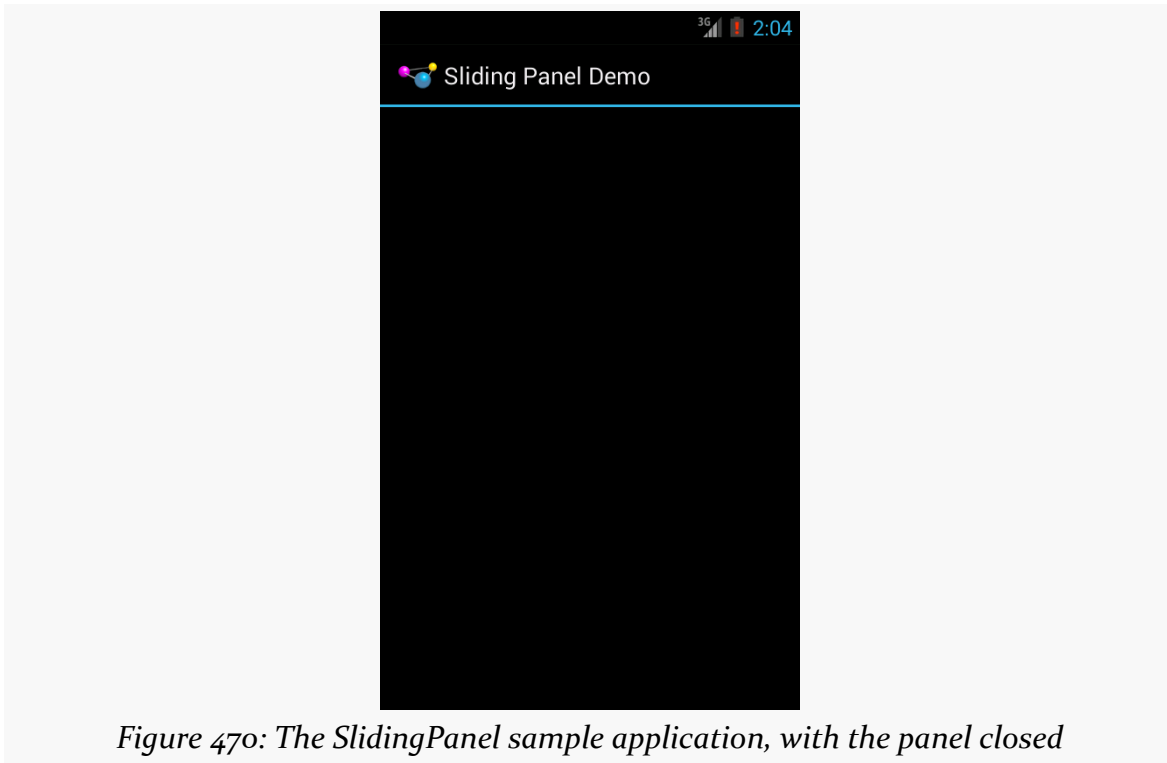 3G 2:04
Sliding Panel Demo
Figure 470: The SlidingPanel sample application, with the panel closed